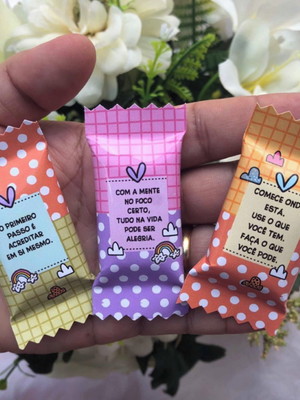 O PRIMEIRO
PASSO É
ACREDITAR
EM SI MESMO.
COM A MENTE
NO FOCO
CERTO,
TUDO NA VIDA
PODE SER
ALEGRIA.
COMECE OND
ESTÁ.
USE O QUE
VOCÊ TEM.
FAÇA O QUE
VOCÊ PODE.